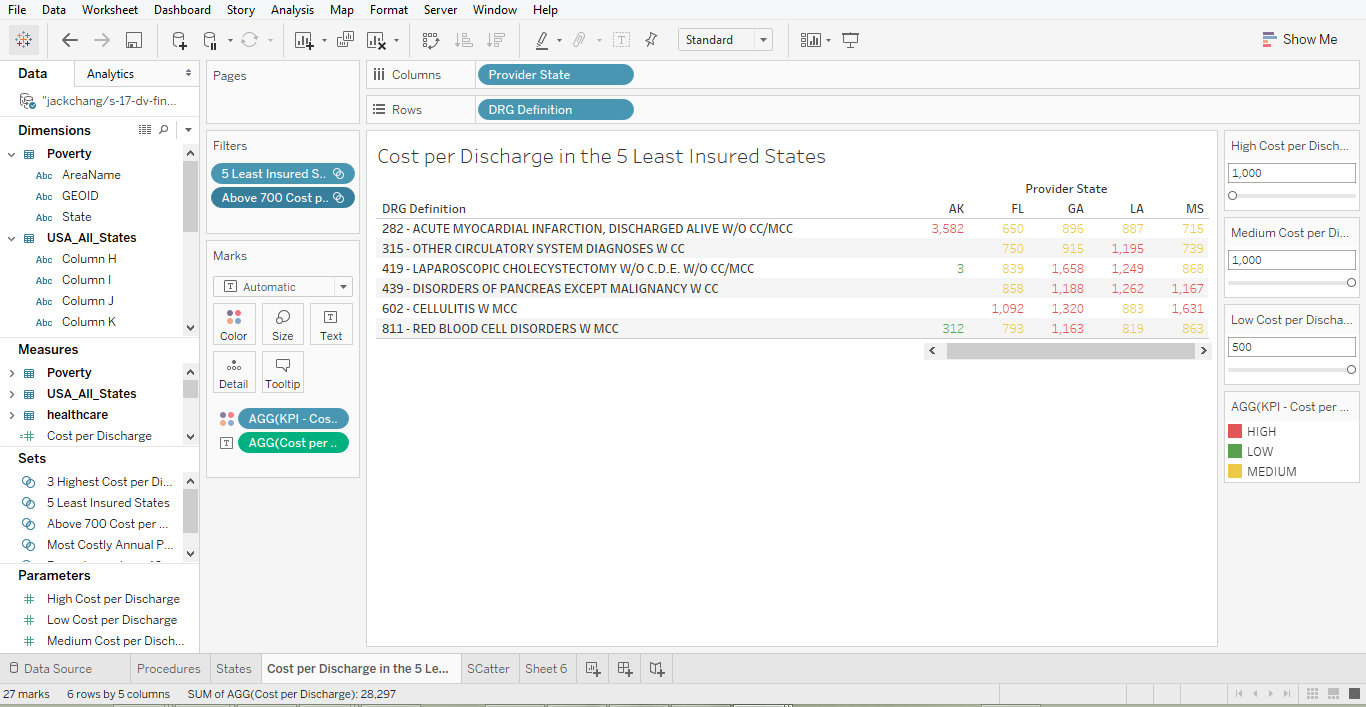 File Data Worksheet Dashboard Story Analysis Map Format Server Window Help
Standard
Show Me
Data
Analytics
"jackchang/s-17-dv-fin...
Dimensions
Poverty
Abc AreaName
Abc GEOID
Abc State
USA_All_States
Abc Column H
Abc Column I
Abc Column J
Abc Column K
Measures
Poverty
USA_All_States
healthcare
Cost per Discharge
Sets
3 Highest Cost per Di...
5 Least Insured States
Above 700 Cost per ...
Most Costly Annual P...
Parameters
High Cost per Discharge
Low Cost per Discharge
Medium Cost per Disch...
Pages
Filters
5 Least Insured S..
Above 700 Cost p..
Marks
T Automatic
Color Size Text
Detail Tooltip
AGG(KPI - Cos..
AGG(Cost per ..
Columns Provider State
Rows DRG Definition
Cost per Discharge in the 5 Least Insured States
Provider State
DRG Definition AK FL GA LA MS
282 - ACUTE MYOCARDIAL INFARCTION, DISCHARGED ALIVE W/O CC/MCC 3,582 650 896 887 715
315 - OTHER CIRCULATORY SYSTEM DIAGNOSES W CC 750 915 1,195 739
419 - LAPAROSCOPIC CHOLECYSTECTOMY W/O C.D.E. W/O CC/MCC 3 839 1,658 1,249 868
439 - DISORDERS OF PANCREAS EXCEPT MALIGNANCY W CC 858 1,188 1,262 1,167
602 - CELLULITIS W MCC 1,092 1,320 883 1,631
811 - RED BLOOD CELL DISORDERS W MCC 312 793 1,163 819 863
High Cost per Disch...
1,000
Medium Cost per Di...
1,000
Low Cost per Discha...
500
AGG(KPI - Cost per ...
HIGH
LOW
MEDIUM
Data Source Procedures States Cost per Discharge in the 5 Le... SCatter Sheet 6
27 marks 6 rows by 5 columns SUM of AGG(Cost per Discharge): 28,297